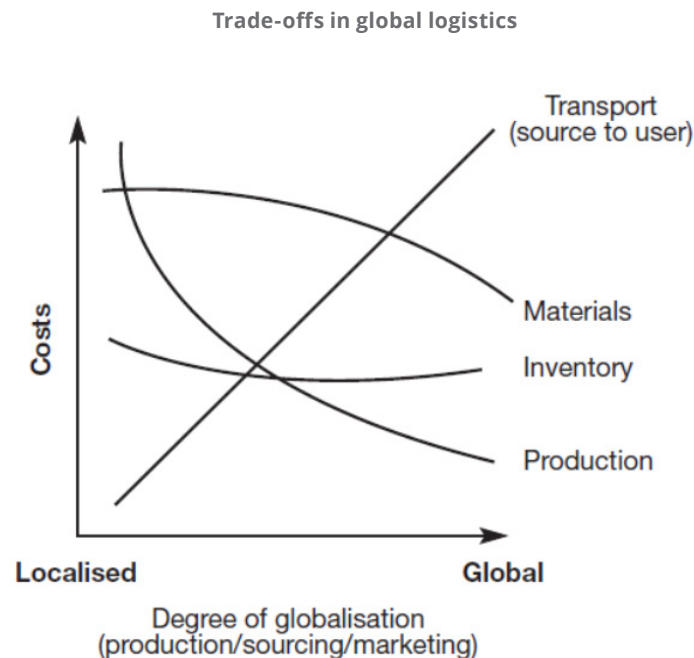 Trade-offs in global logistics
Transport
(source to user)
Materials
Inventory
Production
Costs
Localised
Global
Degree of globalisation
(production/sourcing/marketing)